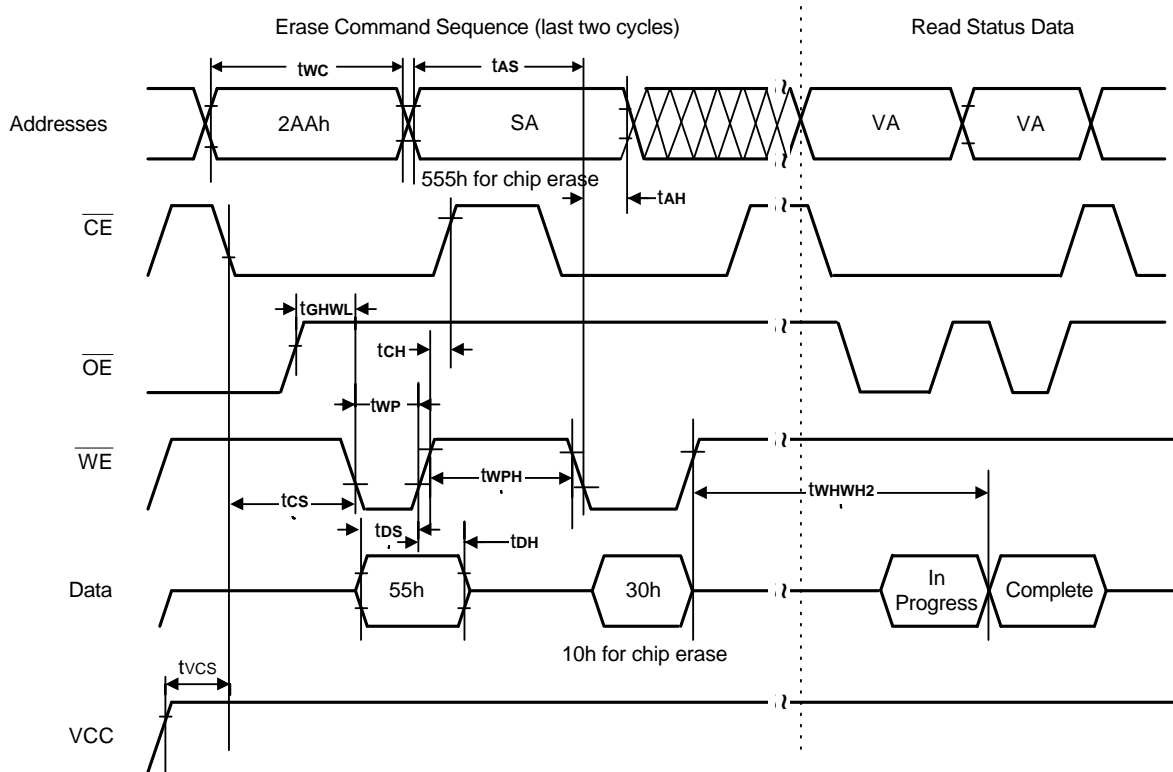 Erase Command Sequence (last two cycles)
Read Status Data
tWC
tAS
Addresses
2AAh
SA
VA
VA
555h for chip erase
tAH
CE
tGHWL
OE
tCH
tWP
WE
tWPH
tCS
tWHWH2
tDS
tDH
Data
55h
30h
In
Progress
Complete
10h for chip erase
tVCS
VCC